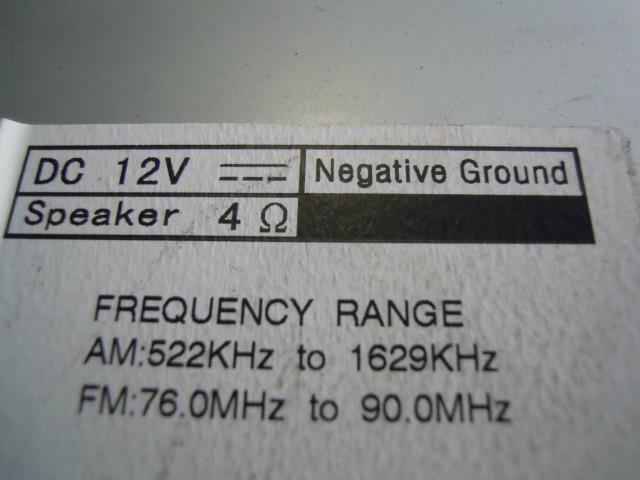 DC 12V ⎓ Negative Ground
Speaker 4 Ω
FREQUENCY RANGE
AM:522KHz to 1629KHz
FM:76.0MHz to 90.0MHz